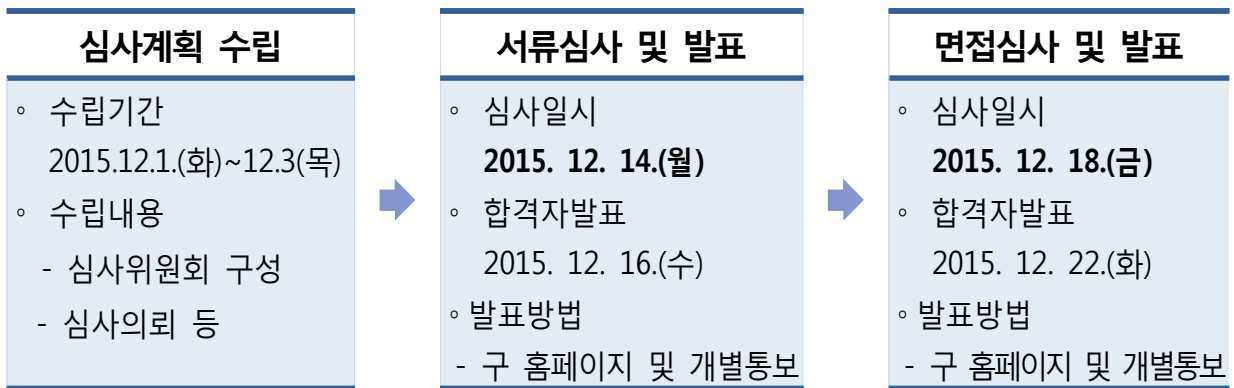 심사계획 수립
◦ 수립기간
2015.12.1.(화)~12.3(목)
◦ 수립내용
- 심사위원회 구성
- 심사의뢰 등
서류심사 및 발표
◦ 심사일시
2015. 12. 14.(월)
◦ 합격자발표
2015. 12. 16.(수)
◦발표방법
- 구 홈페이지 및 개별통보
면접심사 및 발표
◦ 심사일시
2015. 12. 18.(금)
◦ 합격자발표
2015. 12. 22.(화)
◦발표방법
- 구 홈페이지 및 개별통보